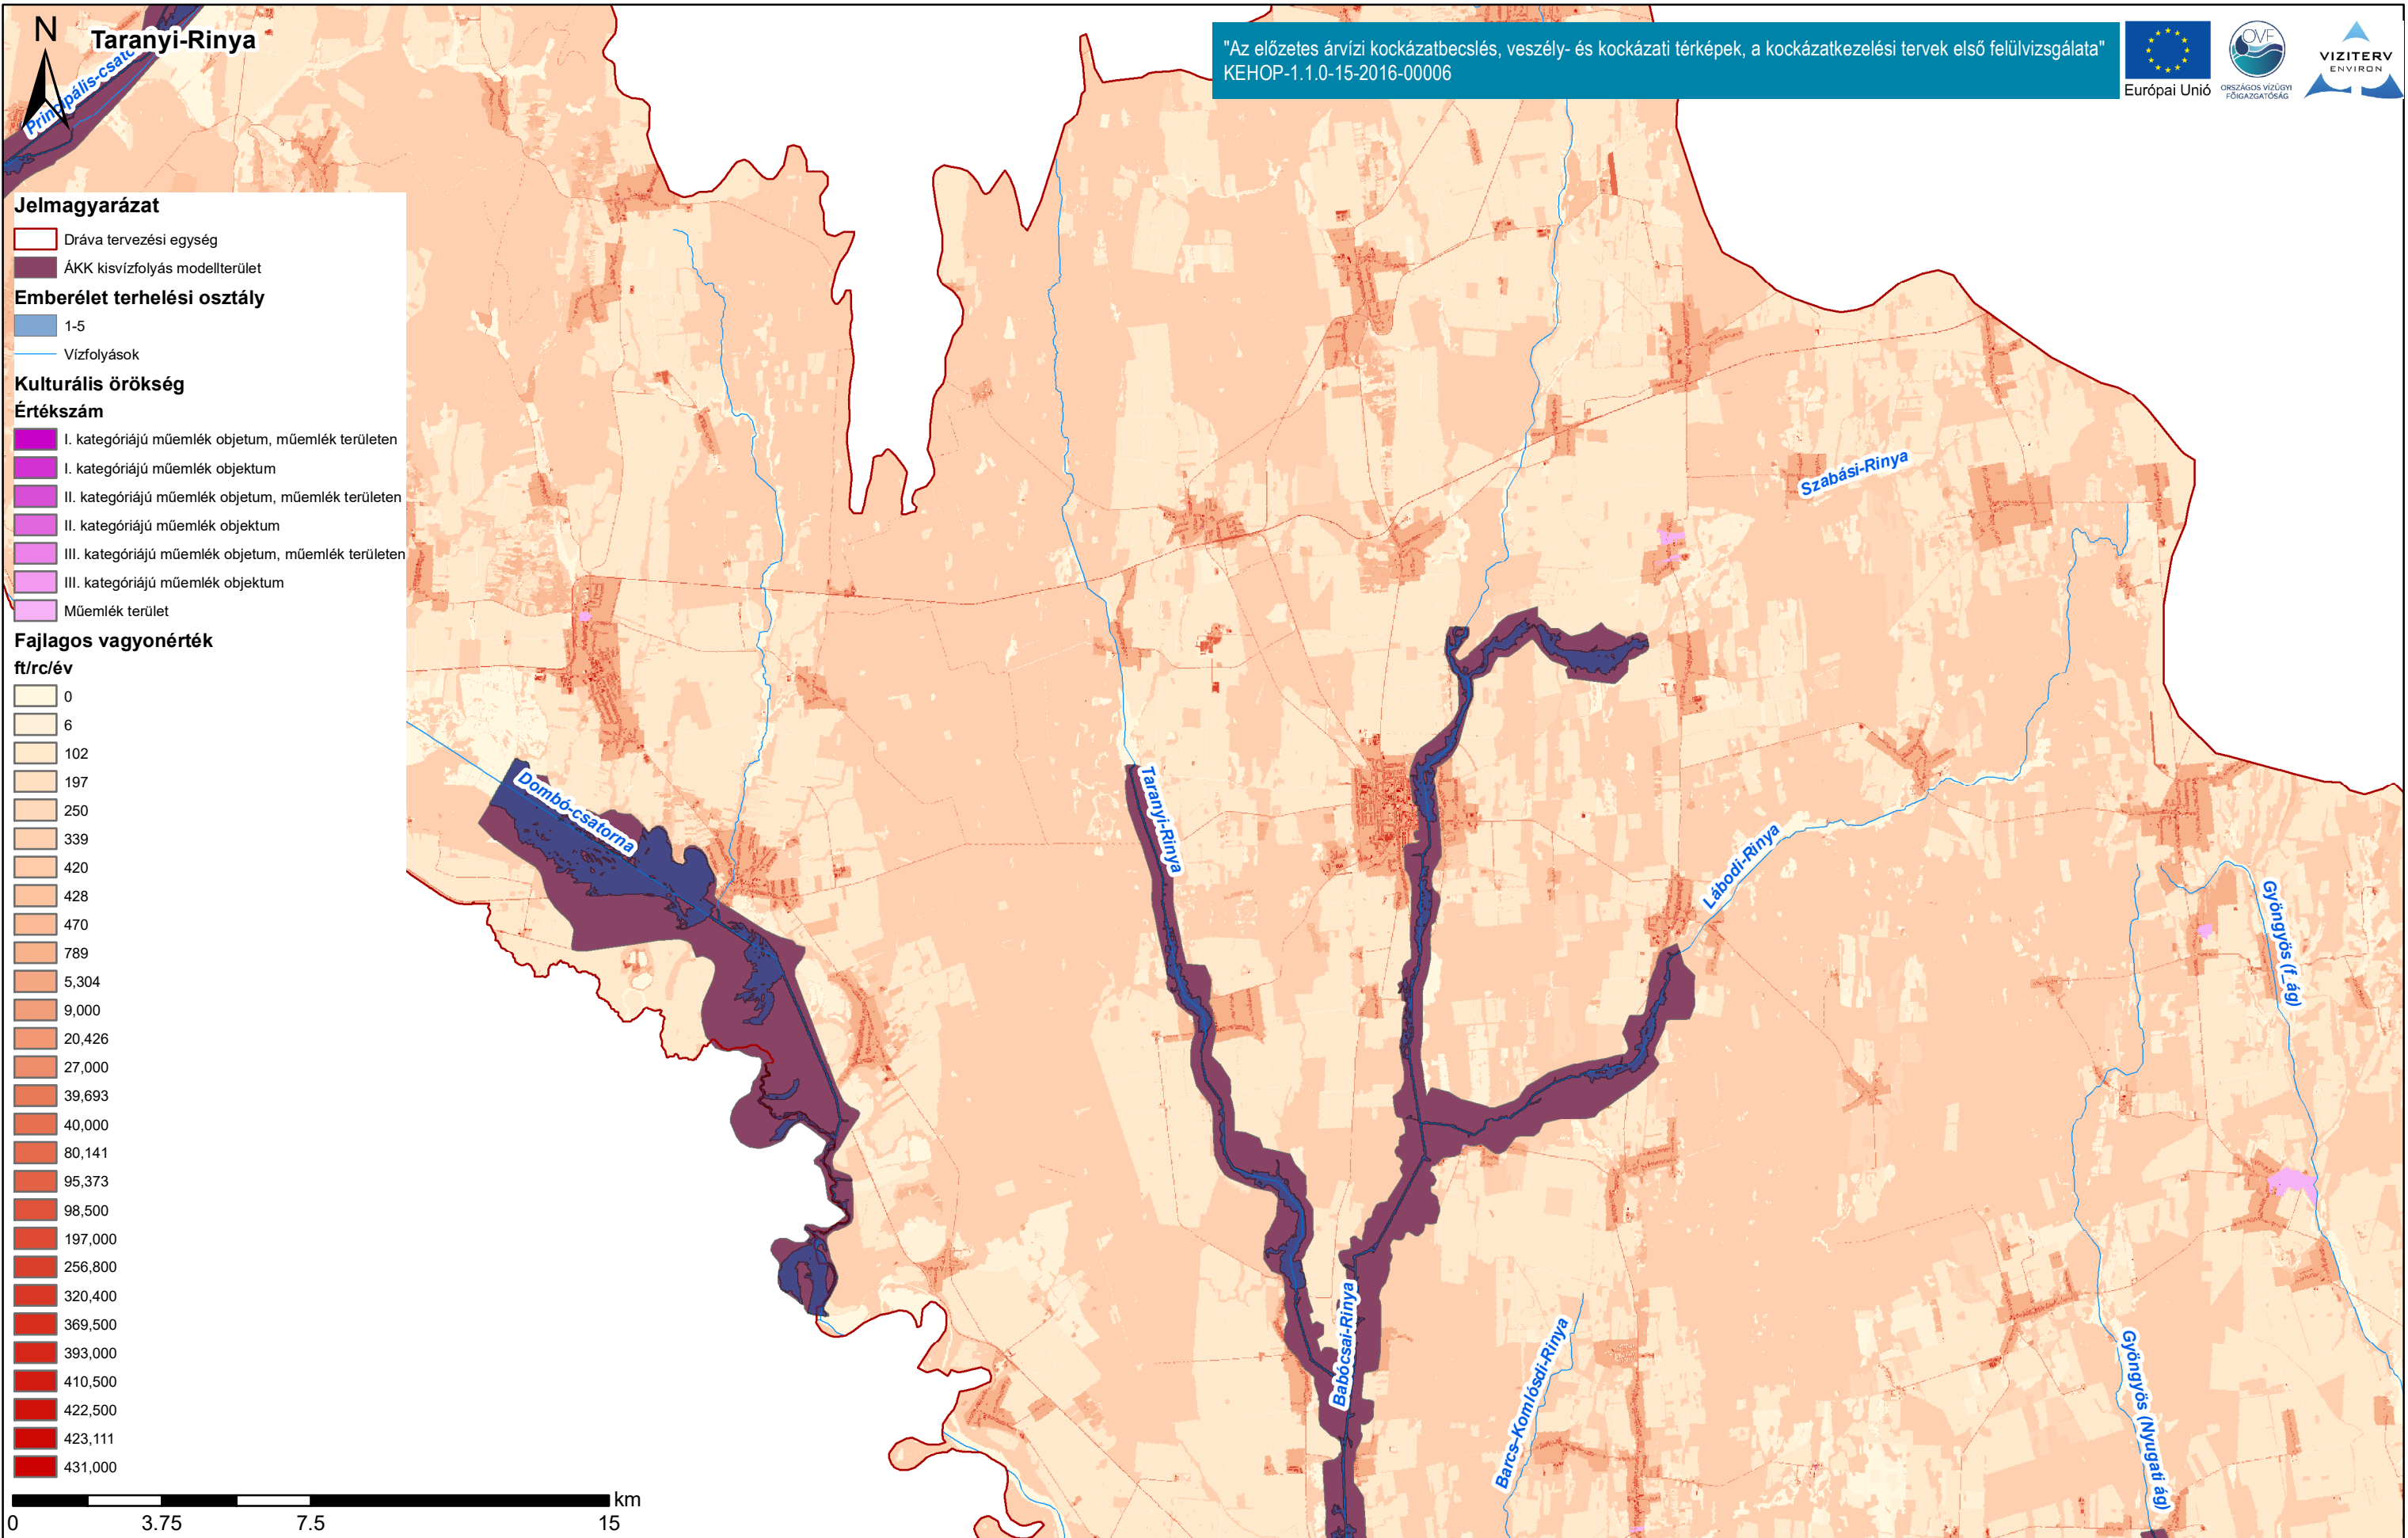 N
Taranyi-Rinya
"Az előzetes árvízi kockázatbecslés, veszély- és kockázati térképek, a kockázatkezelési tervek első felülvizsgálata"
KEHOP-1.1.0-15-2016-00006
Európai Unió
OVF
ORSZÁGOS VÍZÜGYI
FŐIGAZGATÓSÁG
VIZITERV
ENVIRON
Jelmagyarázat
Dráva tervezési egység
ÁKK kisvízfolyás modellterület
Emberélet terhelési osztály
1-5
Vízfolyások
Kulturális örökség
Értékszám
I. kategóriájú műemlék objetum, műemlék területen
I. kategóriájú műemlék objektum
II. kategóriájú műemlék objetum, műemlék területen
II. kategóriájú műemlék objektum
III. kategóriájú műemlék objetum, műemlék területen
III. kategóriájú műemlék objektum
Műemlék terület
Fajlagos vagyonérték
ft/rc/év
0
6
102
197
250
339
420
428
470
789
5,304
9,000
20,426
27,000
39,693
40,000
80,141
95,373
98,500
197,000
256,800
320,400
369,500
393,000
410,500
422,500
423,111
431,000
km
0 3.75 7.5 15
Szabási-Rinya
Dombó-csatorna
Taranyi-Rinya
Lábodi-Rinya
Gyöngyös (f_ág)
Babócsai-Rinya
Barcs-Komlósdi-Rinya
Gyöngyös (Nyugati ág)